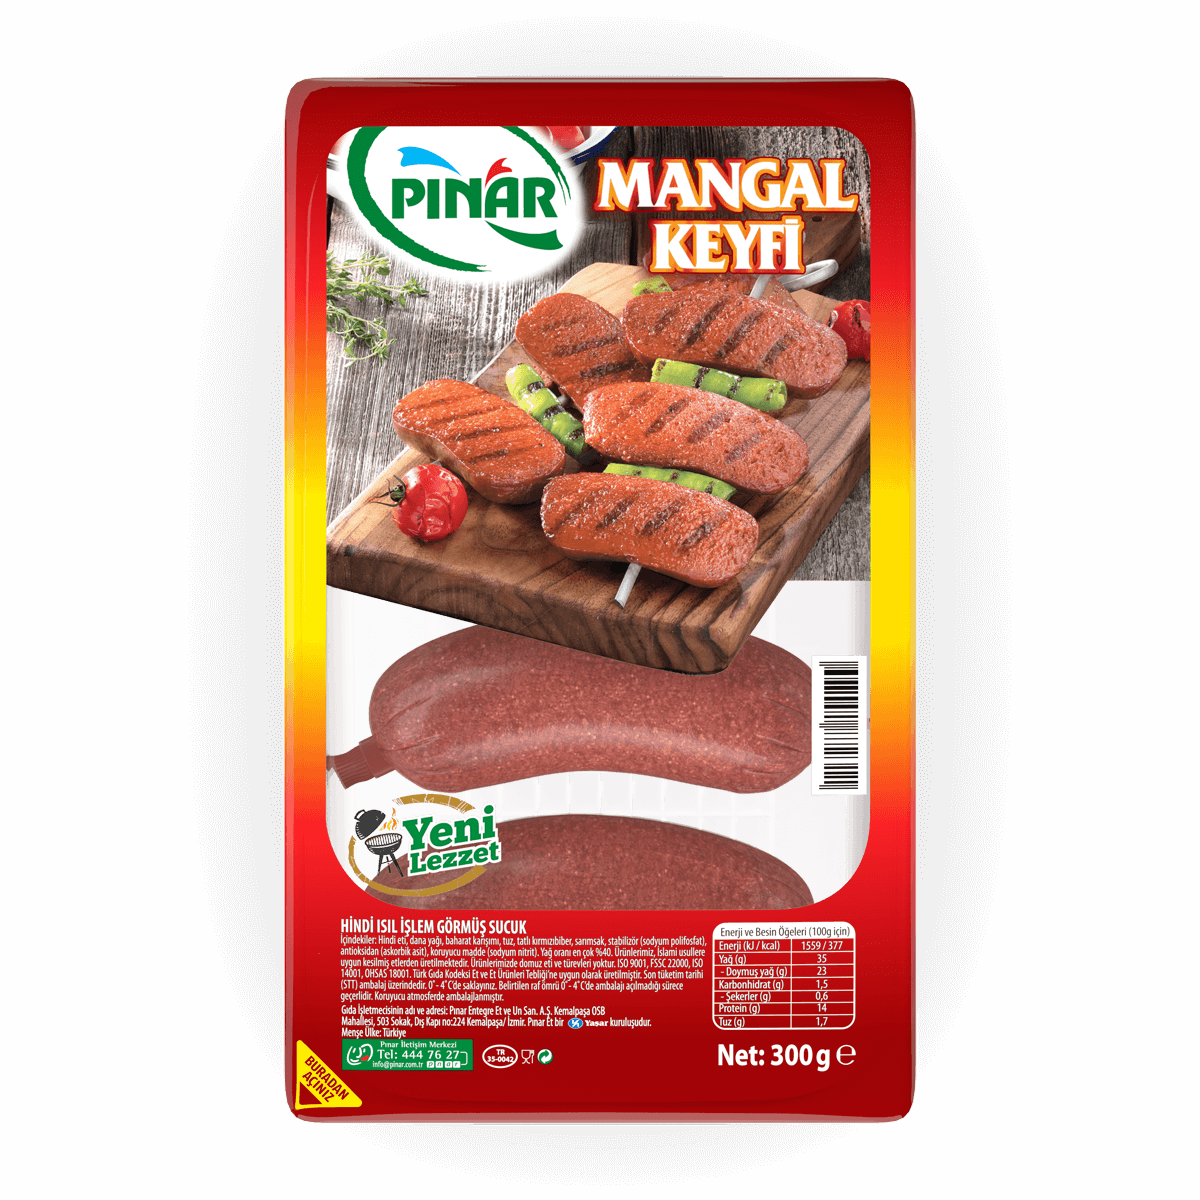 PINAR
MANGAL
KEYFİ
Yeni
Lezzet
HİNDİ ISIL İŞLEM GÖRMÜŞ SUCUK
İçindekiler: Hindi eti, dana yağı, baharat karışımı, tuz, tatlı kırmızıbiber, sarımsak, stabilizör (sodyum polifosfat),
antioksidan (askorbik asit), koruyucu madde (sodyum nitrit). Yağ oranı en çok %40. Ürünlerimiz, İslami usullere
uygun kesilmiş etlerden üretilmektedir. Ürünlerimizde domuz eti ve türevleri yoktur. ISO 9001, FSSC 22000, ISO
14001, OHSAS 18001. Türk Gıda Kodeksi Et ve Et Ürünleri Tebliği'ne uygun olarak üretilmiştir. Son tüketim tarihi
(STT) ambalaj üzerindedir. 0°- 4°C'de saklayınız. Belirtilen raf ömrü 0°- 4°C'de ambalajı açılmadığı sürece
geçerlidir. Koruyucu atmosferde ambalajlanmıştır.
Gıda İşletmecisinin adı ve adresi: Pınar Entegre Et ve Un San. A.Ş. Kemalpaşa OSB
Mahallesi, 503 Sokak, Dış Kapı no:224 Kemalpaşa/ İzmir. Pınar Et bir Yaşar kuruluşudur.
Menşe Ülke: Türkiye
Pınar İletişim Merkezi
Tel: 444 76 27
info@pinar.com.tr
pınar
TR
35-0042
Enerji ve Besin Öğeleri (100g için)
Enerji (kJ / kcal) 1559 / 377
Yağ (g) 35
- Doymuş yağ (g) 23
Karbonhidrat (g) 1,5
- Şekerler (g) 0,6
Protein (g) 14
Tuz (g) 1,7
Net: 300 g e
BURADAN
AÇINIZ